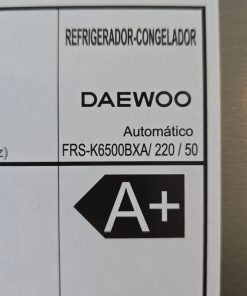 REFRIGERADOR-CONGELADOR
DAEWOO
Automático
z) FRS-K6500BXA/ 220 / 50
A+